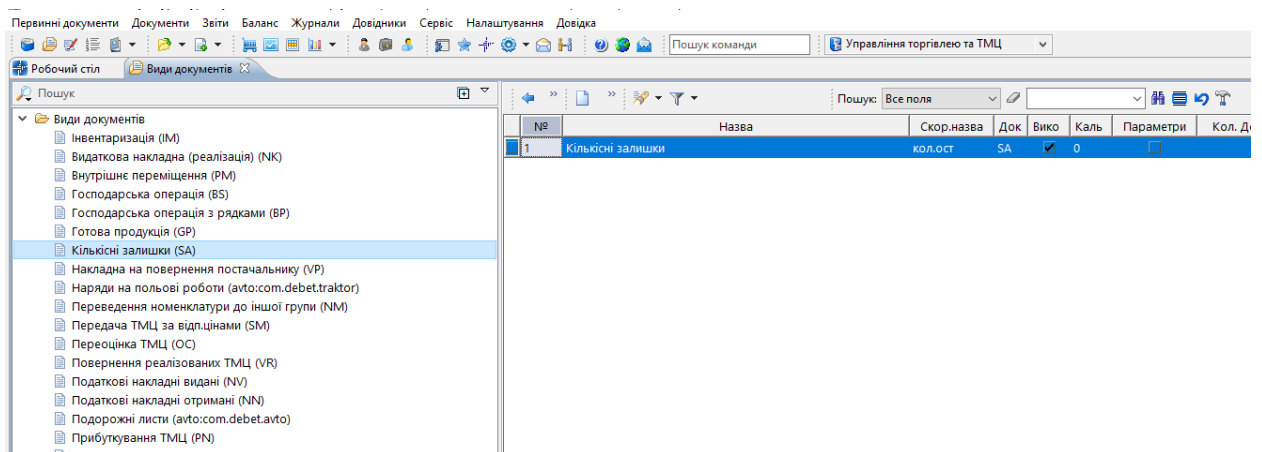 Первинні документи Документи Звіти Баланс Журнали Довідники Сервіс Налаштування Довідка
Пошук команди Управління торгівлею та ТМЦ
Робочий стіл Види документів
Пошук
Пошук: Все поля
Види документів
Інвентаризація (IM)
Видаткова накладна (реалізація) (NK)
Внутрішнє переміщення (PM)
Господарська операція (BS)
Господарська операція з рядками (BP)
Готова продукція (GP)
Кількісні залишки (SA)
Накладна на повернення постачальнику (VP)
Наряди на польові роботи (avto:com.debet.traktor)
Переведення номенклатури до іншої групи (NM)
Передача ТМЦ за відп.цінами (SM)
Переоцінка ТМЦ (OC)
Повернення реалізованих ТМЦ (VR)
Податкові накладні видані (NV)
Податкові накладні отримані (NN)
Подорожні листи (avto:com.debet.avto)
Прибуткування ТМЦ (PN)
№ Назва Скор.назва Док Вико Каль Параметри Кол. Д
1 Кількісні залишки кол.ост SA 0